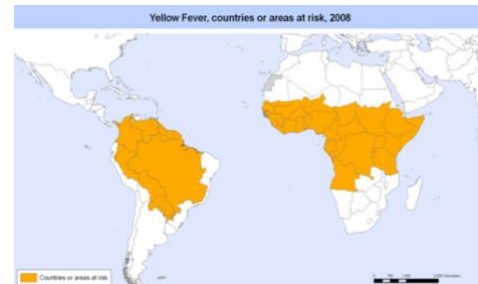 Yellow Fever, countries or areas at risk, 2008
Countries or areas at risk